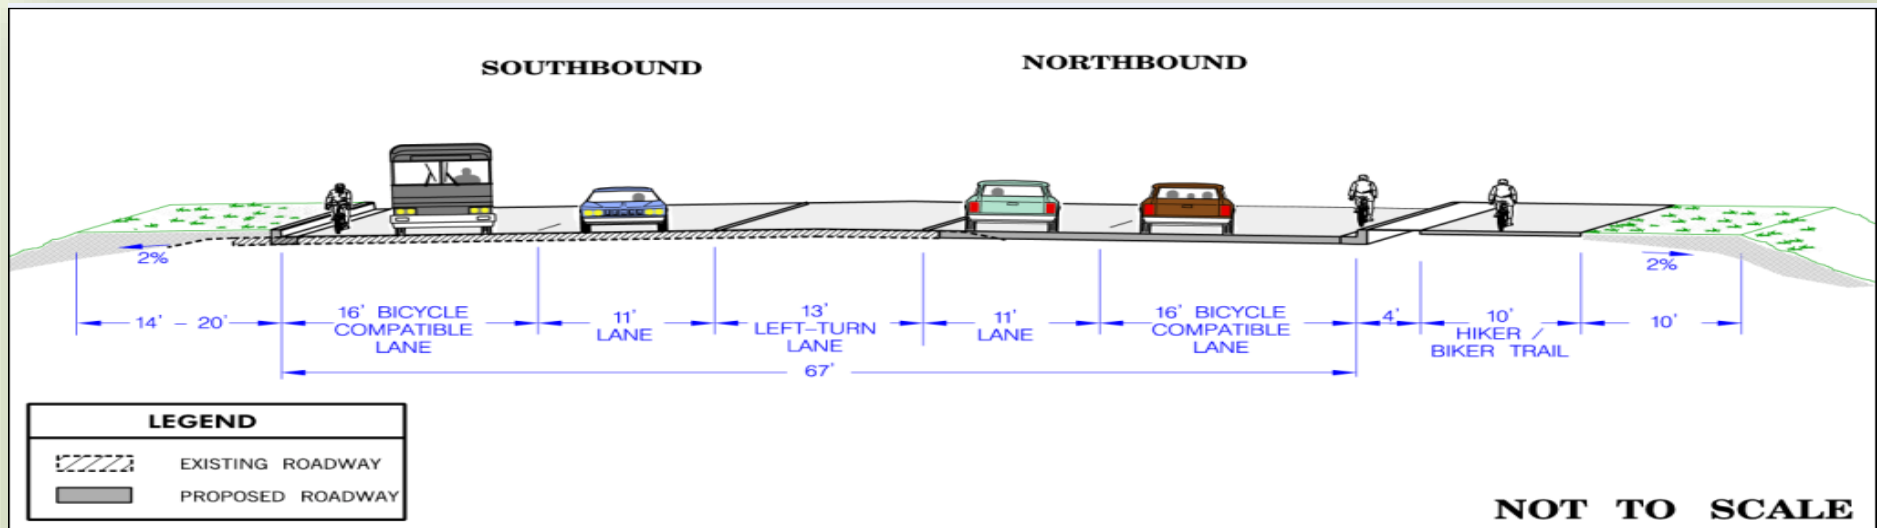 SOUTHBOUND
NORTHBOUND
2%
2%
14' - 20'
16' BICYCLE
COMPATIBLE
LANE
11'
LANE
13'
LEFT-TURN
LANE
11'
LANE
16' BICYCLE
COMPATIBLE
LANE
4'
10'
HIKER /
BIKER TRAIL
10'
67'
LEGEND
EXISTING ROADWAY
PROPOSED ROADWAY
NOT TO SCALE